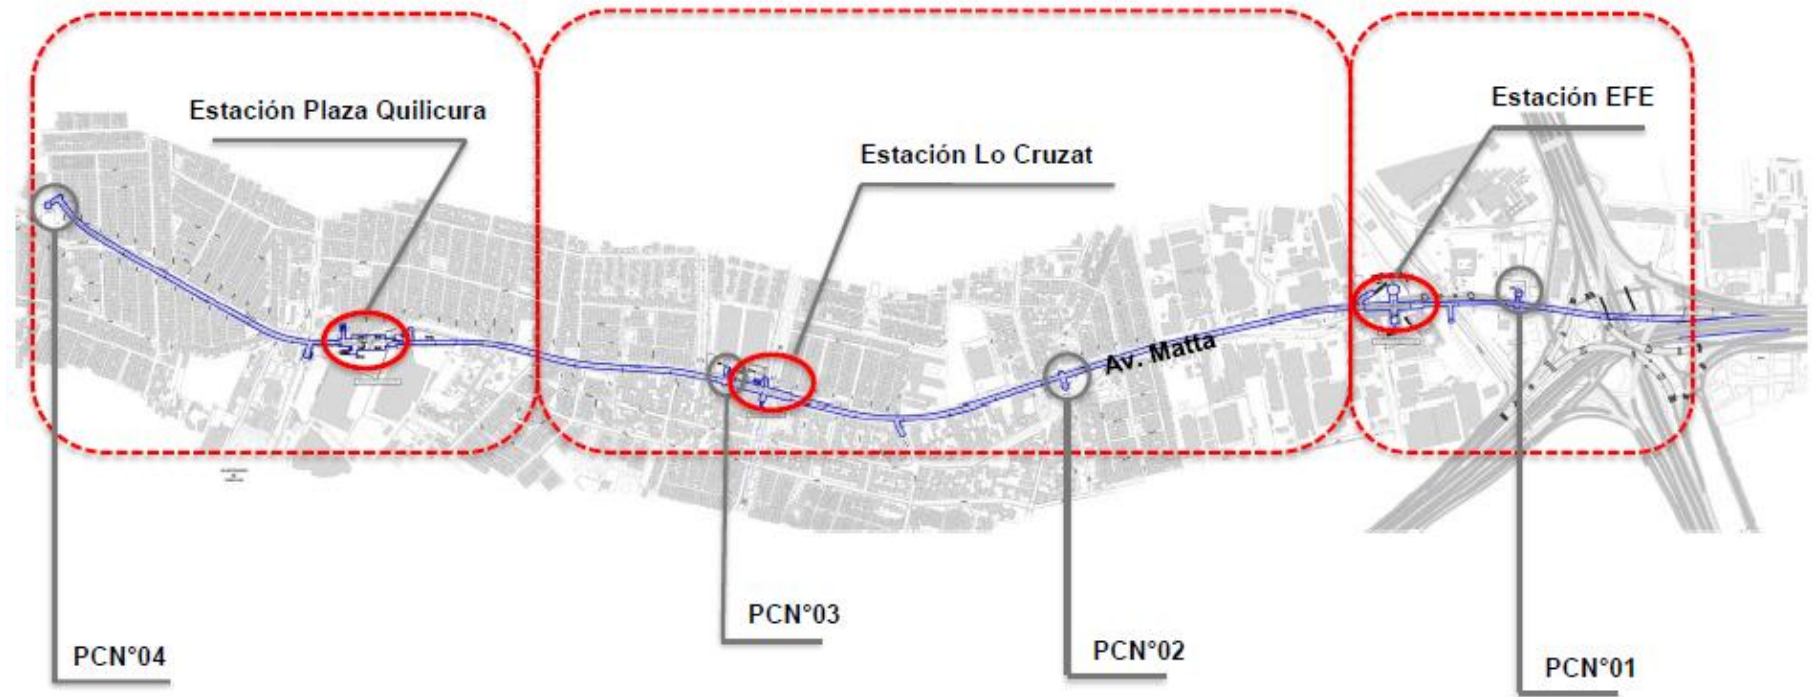 Estación Plaza Quilicura
Estación Lo Cruzat
Estación EFE
Av. Matta
PCN°04
PCN°03
PCN°02
PCN°01